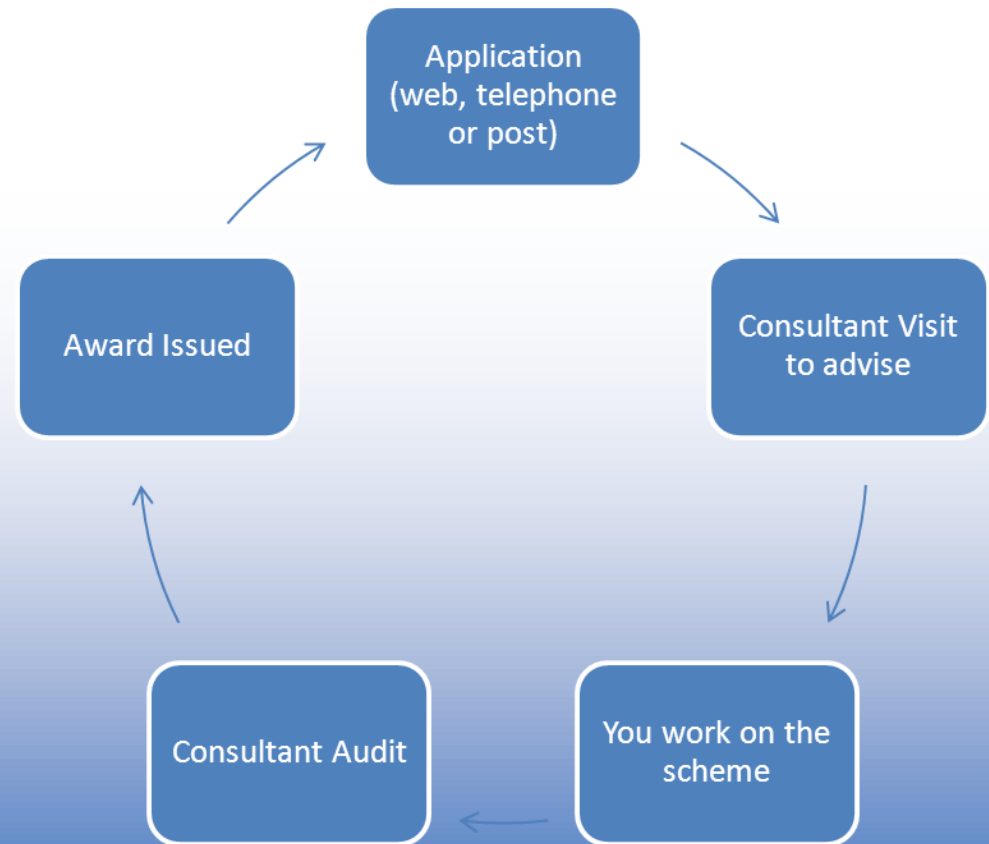 Application
(web, telephone
or post)
Consultant Visit
to advise
You work on the
scheme
Consultant Audit
Award Issued